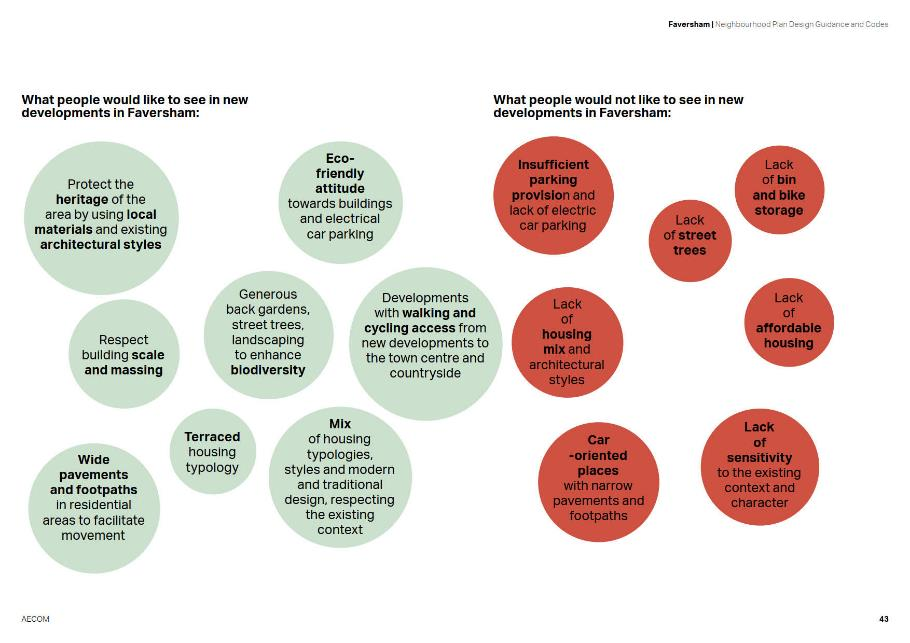 Faversham | Neighbourhood Plan Design Guidance and Codes
What people would like to see in new
developments in Faversham:
Protect the
heritage of the
area by using local
materials and existing
architectural styles
Eco-
friendly
attitude
towards buildings
and electrical
car parking
Respect
building scale
and massing
Generous
back gardens,
street trees,
landscaping
to enhance
biodiversity
Developments
with walking and
cycling access from
new developments to
the town centre and
countryside
Wide
pavements
and footpaths
in residential
areas to facilitate
movement
Terraced
housing
typology
Mix
of housing
typologies,
styles and modern
and traditional
design, respecting
the existing
context
What people would not like to see in new
developments in Faversham:
Insufficient
parking
provision and
lack of electric
car parking
Lack
of street
trees
Lack
of bin
and bike
storage
Lack
of
housing
mix and
architectural
styles
Lack
of
affordable
housing
Car
-oriented
places
with narrow
pavements and
footpaths
Lack
of
sensitivity
to the existing
context and
character
AECOM
43